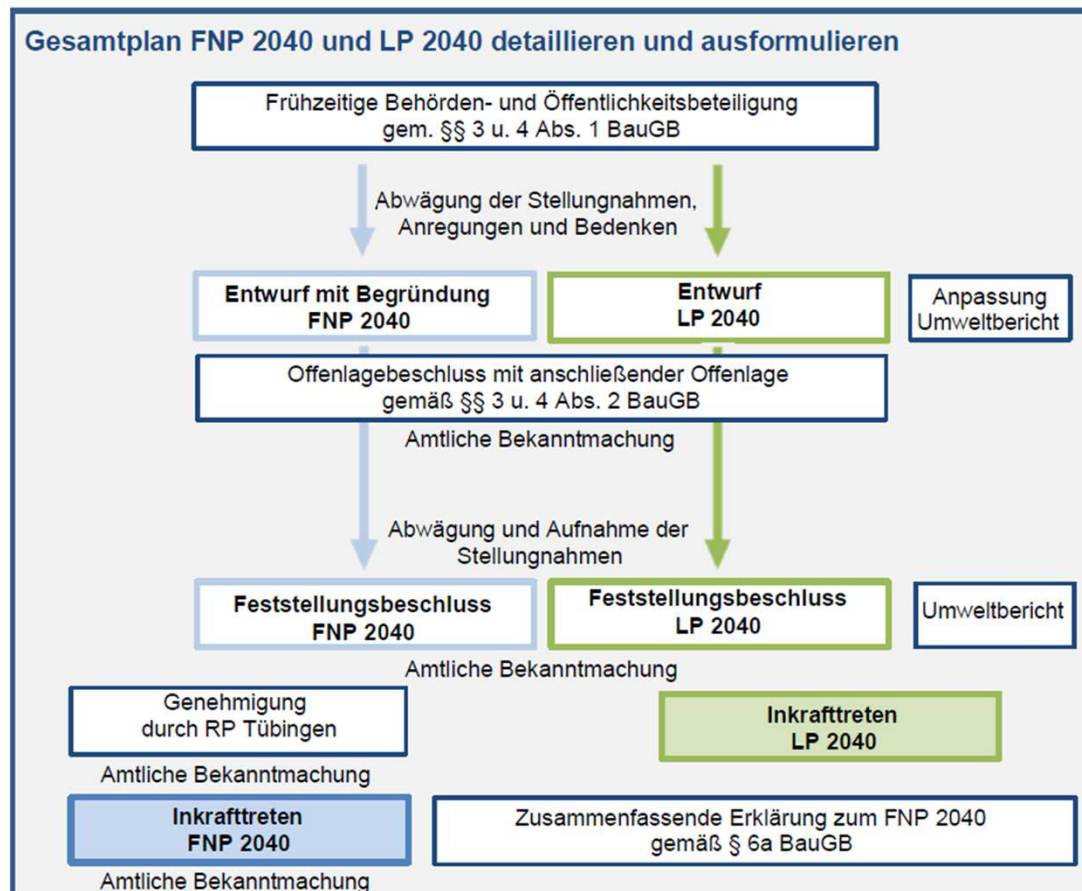 Gesamtplan FNP 2040 und LP 2040 detaillieren und ausformulieren
Frühzeitige Behörden- und Öffentlichkeitsbeteiligung
gem. §§ 3 u. 4 Abs. 1 BauGB
Abwägung der Stellungnahmen,
Anregungen und Bedenken
Entwurf mit Begründung
FNP 2040
Entwurf
LP 2040
Anpassung
Umweltbericht
Offenlagebeschluss mit anschließender Offenlage
gemäß §§ 3 u. 4 Abs. 2 BauGB
Amtliche Bekanntmachung
Abwägung und Aufnahme der
Stellungnahmen
Feststellungsbeschluss
FNP 2040
Feststellungsbeschluss
LP 2040
Umweltbericht
Amtliche Bekanntmachung
Genehmigung
durch RP Tübingen
Inkrafttreten
LP 2040
Amtliche Bekanntmachung
Inkrafttreten
FNP 2040
Zusammenfassende Erklärung zum FNP 2040
gemäß § 6a BauGB
Amtliche Bekanntmachung